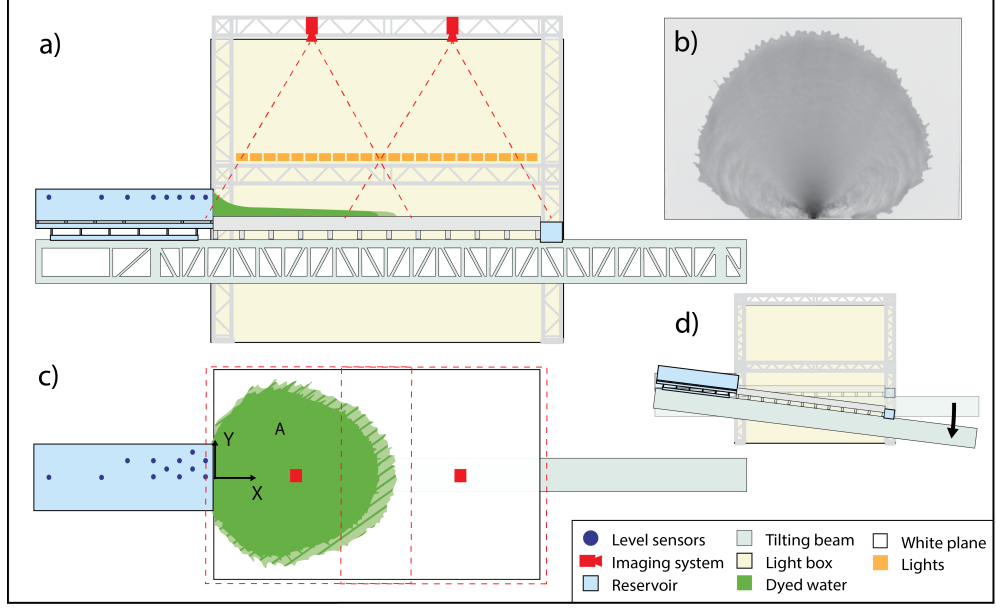 a)
b)
c)
A
Y
X
d)
Level sensors
Imaging system
Reservoir
Tilting beam
Light box
Dyed water
White plane
Lights